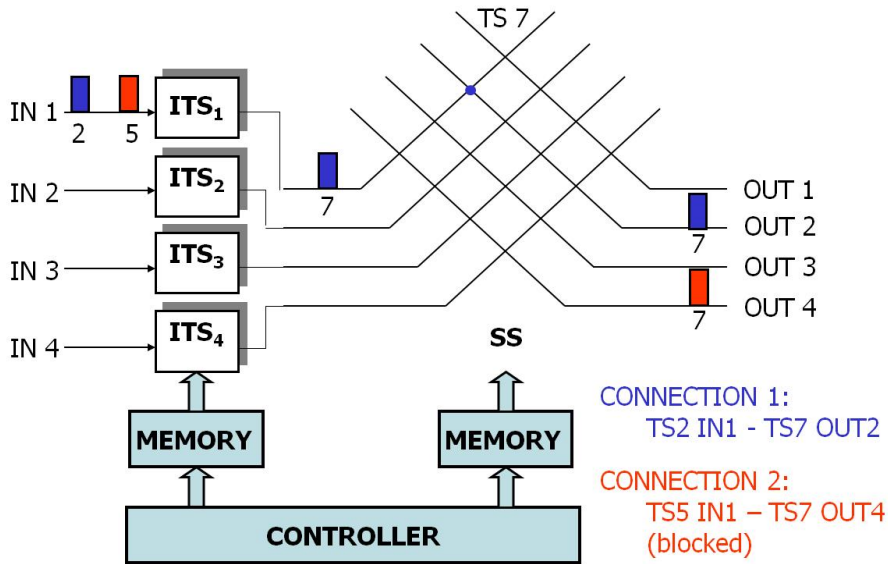 TS 7
IN 1
2
5
ITS1
IN 2
ITS2
7
OUT 1
OUT 2
7
IN 3
ITS3
OUT 3
OUT 4
7
IN 4
ITS4
SS
MEMORY
MEMORY
CONTROLLER
CONNECTION 1:
TS2 IN1 - TS7 OUT2
CONNECTION 2:
TS5 IN1 – TS7 OUT4
(blocked)